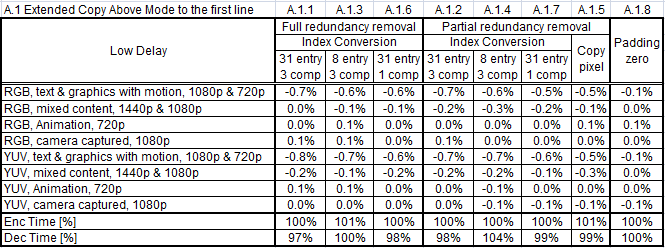 A.1 Extended Copy Above Mode to the first line A.1.1 A.1.3 A.1.6 A.1.2 A.1.4 A.1.7 A.1.5 A.1.8
Low Delay Full redundancy removal Partial redundancy removal Padding zero
Index Conversion Index Conversion Copy pixel
31 entry 3 comp 8 entry 3 comp 31 entry 1 comp 31 entry 3 comp 8 entry 3 comp 31 entry 1 comp
RGB, text & graphics with motion, 1080p & 720p -0.7% -0.6% -0.6% -0.7% -0.6% -0.5% -0.5% -0.1%
RGB, mixed content, 1440p & 1080p 0.0% -0.1% -0.1% -0.2% -0.3% -0.2% -0.1% 0.0%
RGB, Animation, 720p 0.0% 0.1% 0.0% 0.0% 0.0% 0.0% 0.1% 0.1%
RGB, camera captured, 1080p 0.1% 0.1% 0.0% 0.1% 0.0% 0.0% 0.0% 0.0%
YUV, text & graphics with motion, 1080p & 720p -0.8% -0.7% -0.6% -0.7% -0.7% -0.6% -0.5% -0.1%
YUV, mixed content, 1440p & 1080p -0.2% -0.1% -0.2% -0.2% -0.2% -0.1% -0.3% 0.0%
YUV, Animation, 720p 0.1% 0.1% 0.0% 0.0% -0.1% 0.0% 0.0% 0.0%
YUV, camera captured, 1080p 0.0% 0.0% 0.0% 0.0% -0.1% -0.1% -0.1% -0.1%
Enc Time [%] 100% 101% 100% 100% 100% 100% 101% 100%
Dec Time [%] 97% 100% 98% 98% 104% 99% 99% 100%